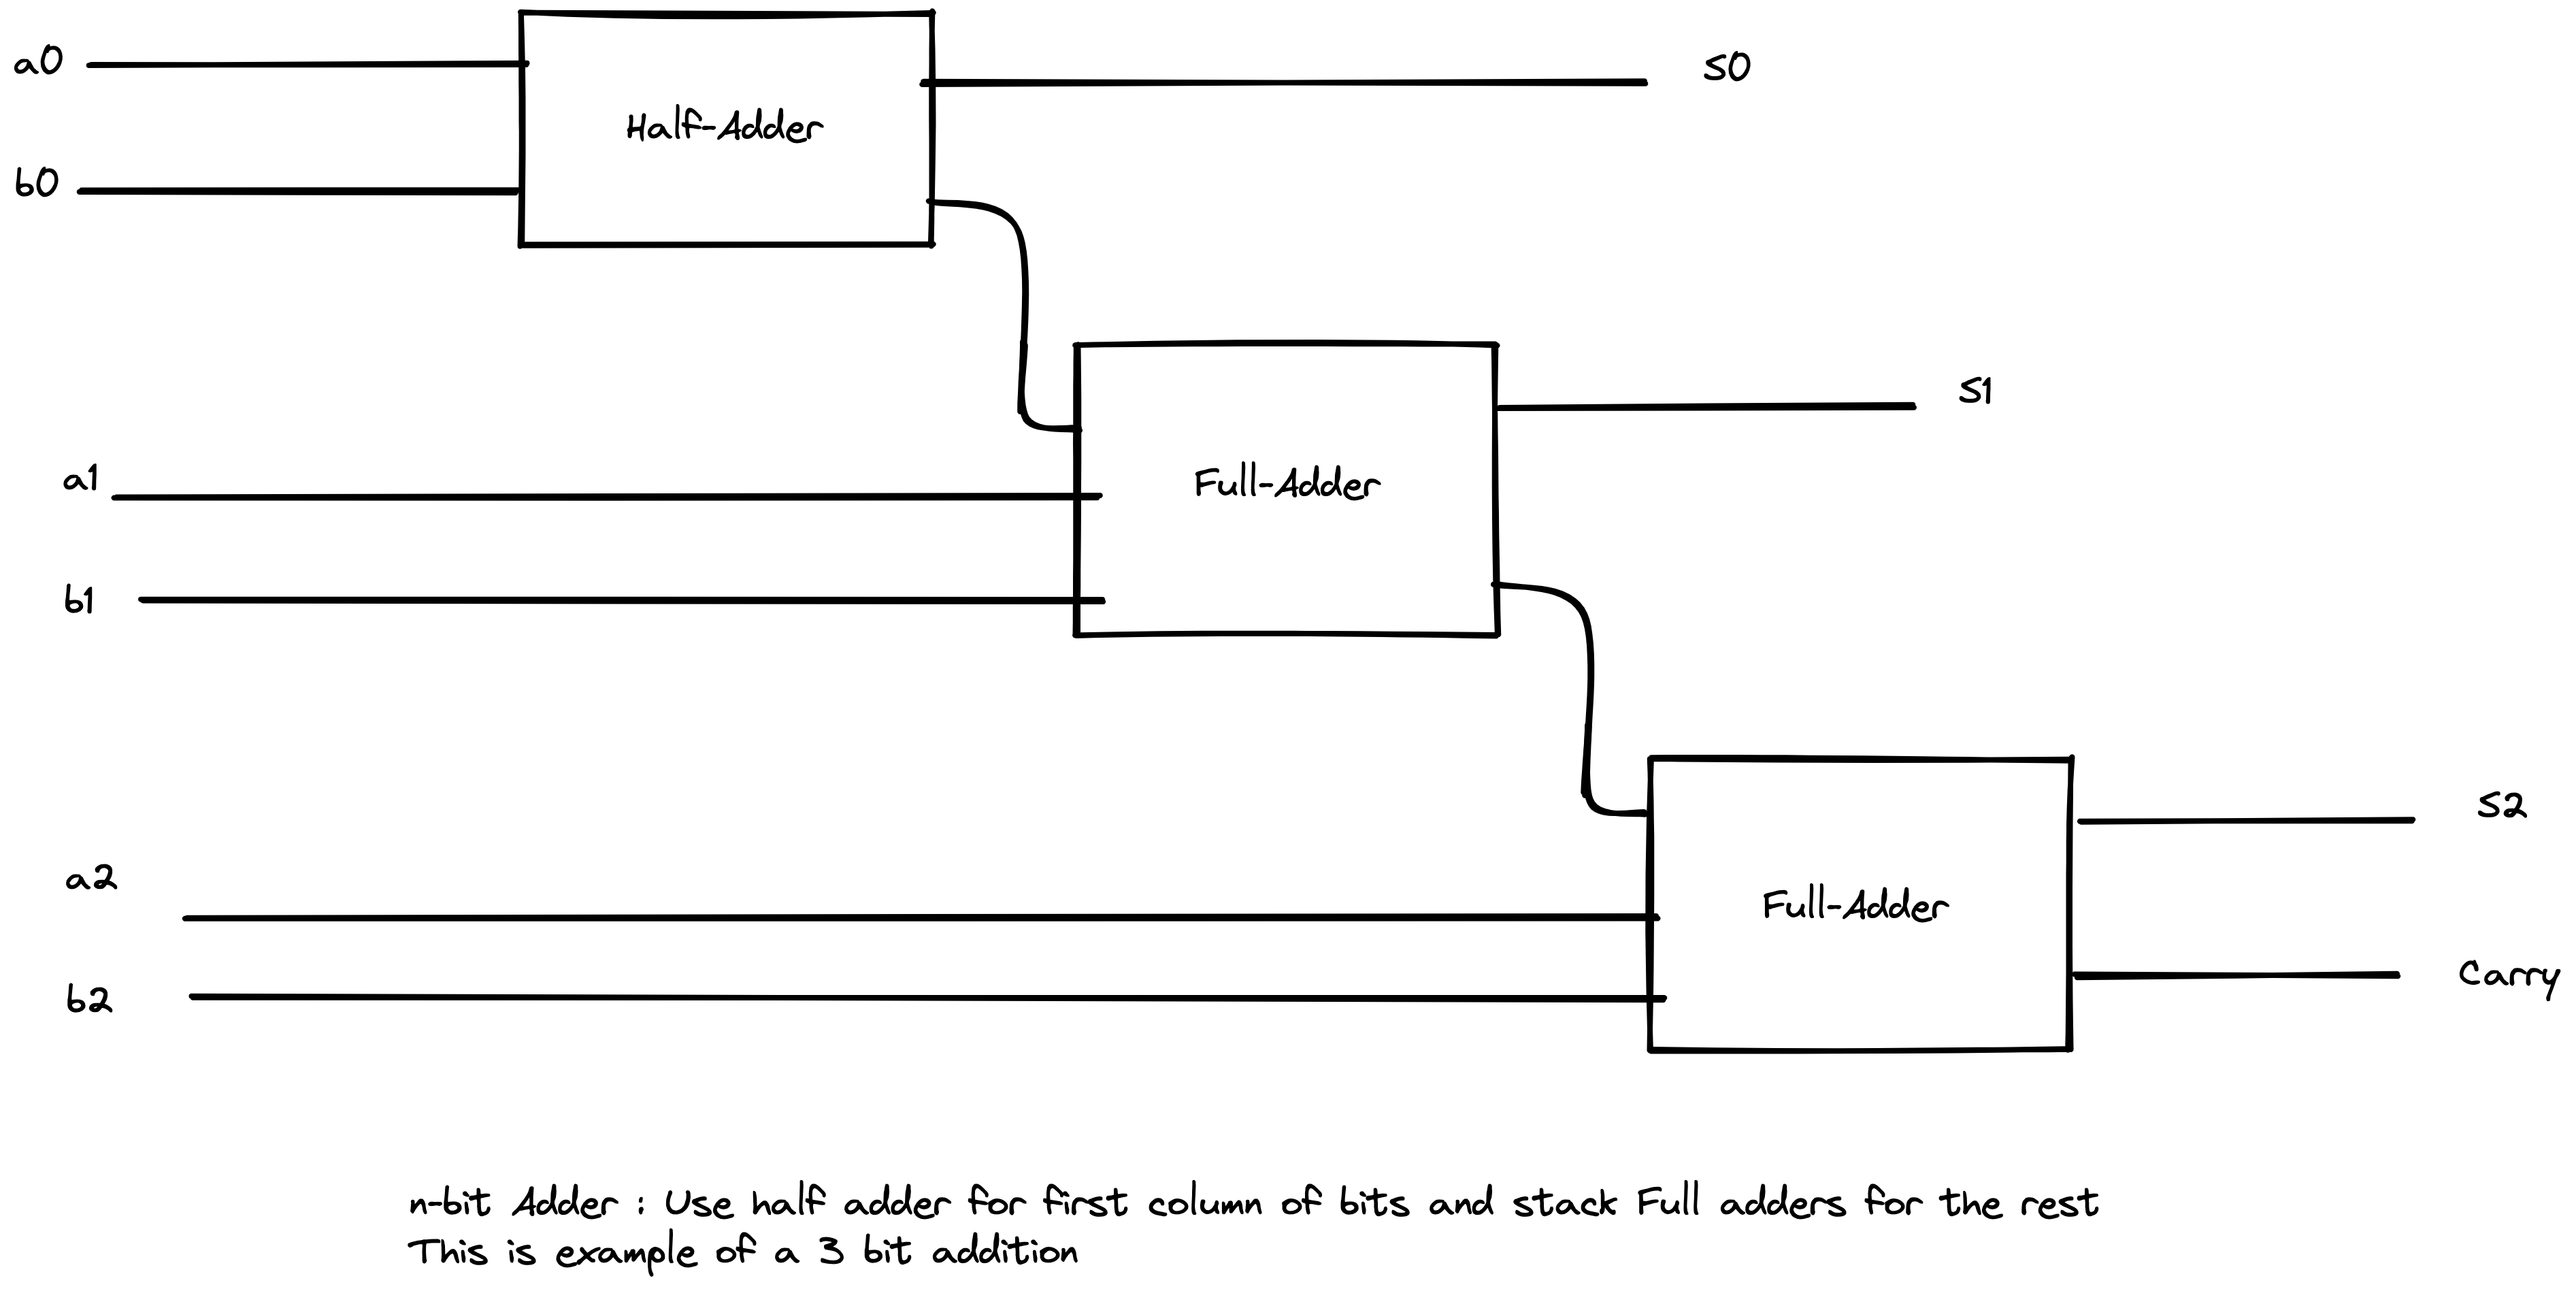 a0
S0
Half-Adder
b0
S1
a1
Full-Adder
b1
S2
a2
Full-Adder
Carry
b2
n-bit Adder : Use half adder for first column of bits and stack Full adders for the rest
This is example of a 3 bit addition